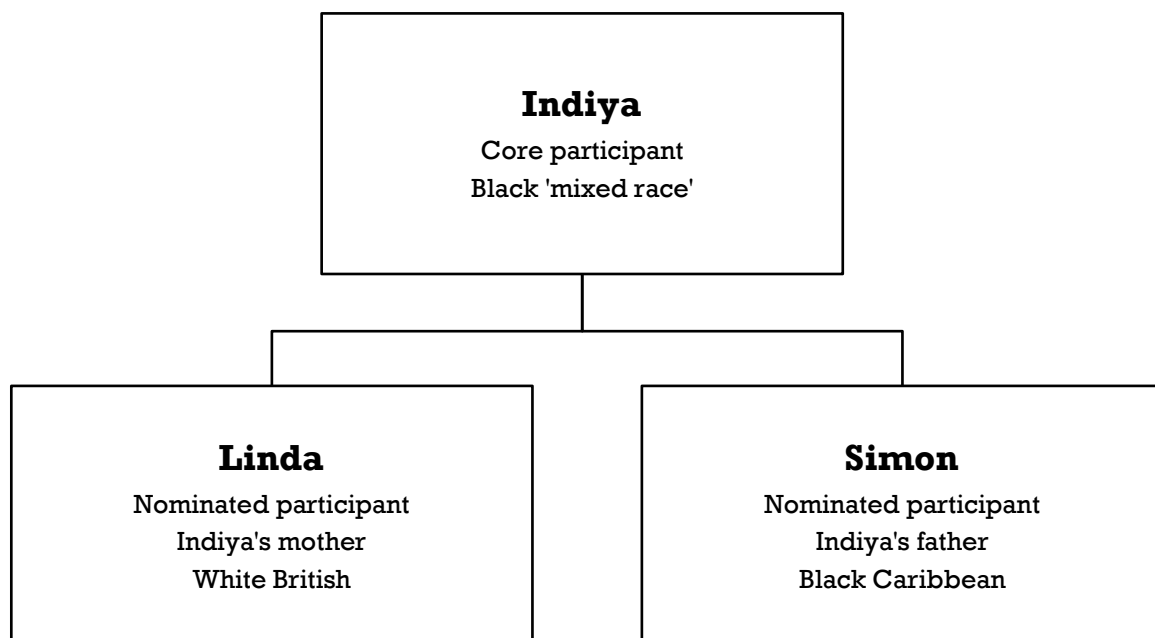 Indiya
Core participant
Black 'mixed race'
Linda
Nominated participant
Indiya's mother
White British
Simon
Nominated participant
Indiya's father
Black Caribbean